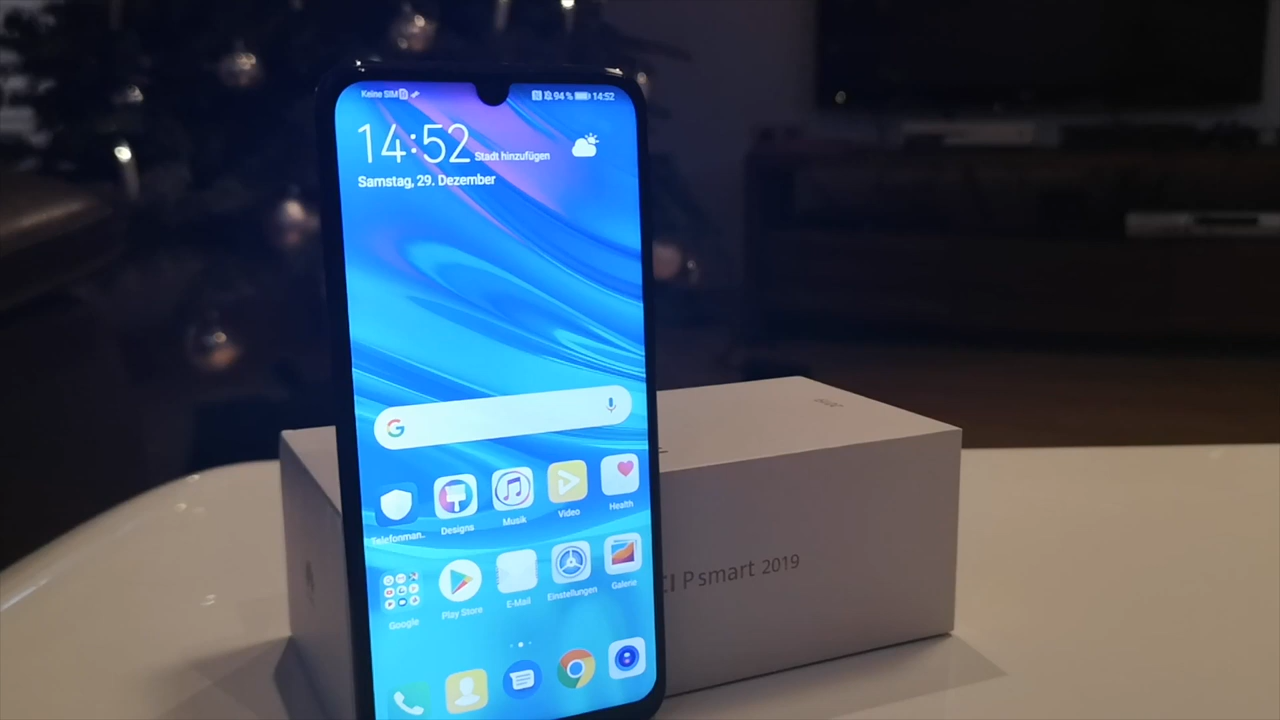 Keine SIM
94 % 14:52
14:52 Stadt hinzufügen
Samstag, 29. Dezember
G
Telefonman.. Designs Musik Video Health
Google Play Store E-Mail Einstellungen Galerie
P smart 2019